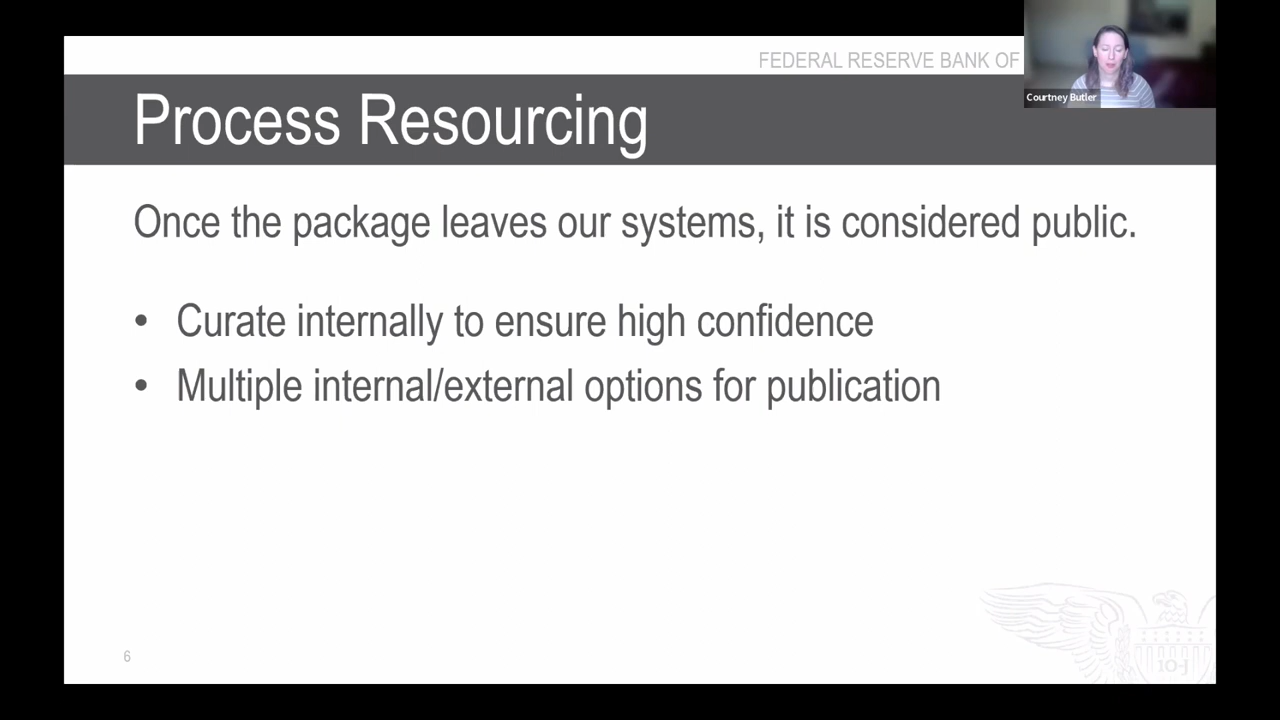 FEDERAL RESERVE BANK OF
Courtney Butler
Process Resourcing
Once the package leaves our systems, it is considered public.
• Curate internally to ensure high confidence
• Multiple internal/external options for publication
10-J
6